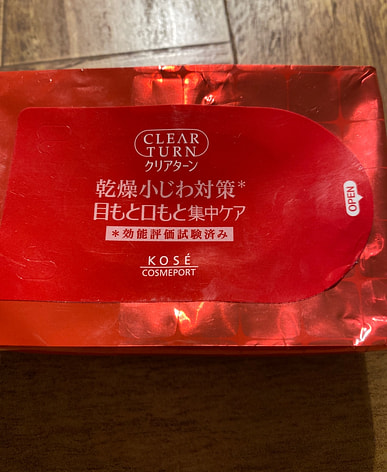 CLEAR
TURN
クリアターン
乾燥小じわ対策*
目もと口もと集中ケア
*効能評価試験済み
OPEN
KOSÉ
COSMEPORT